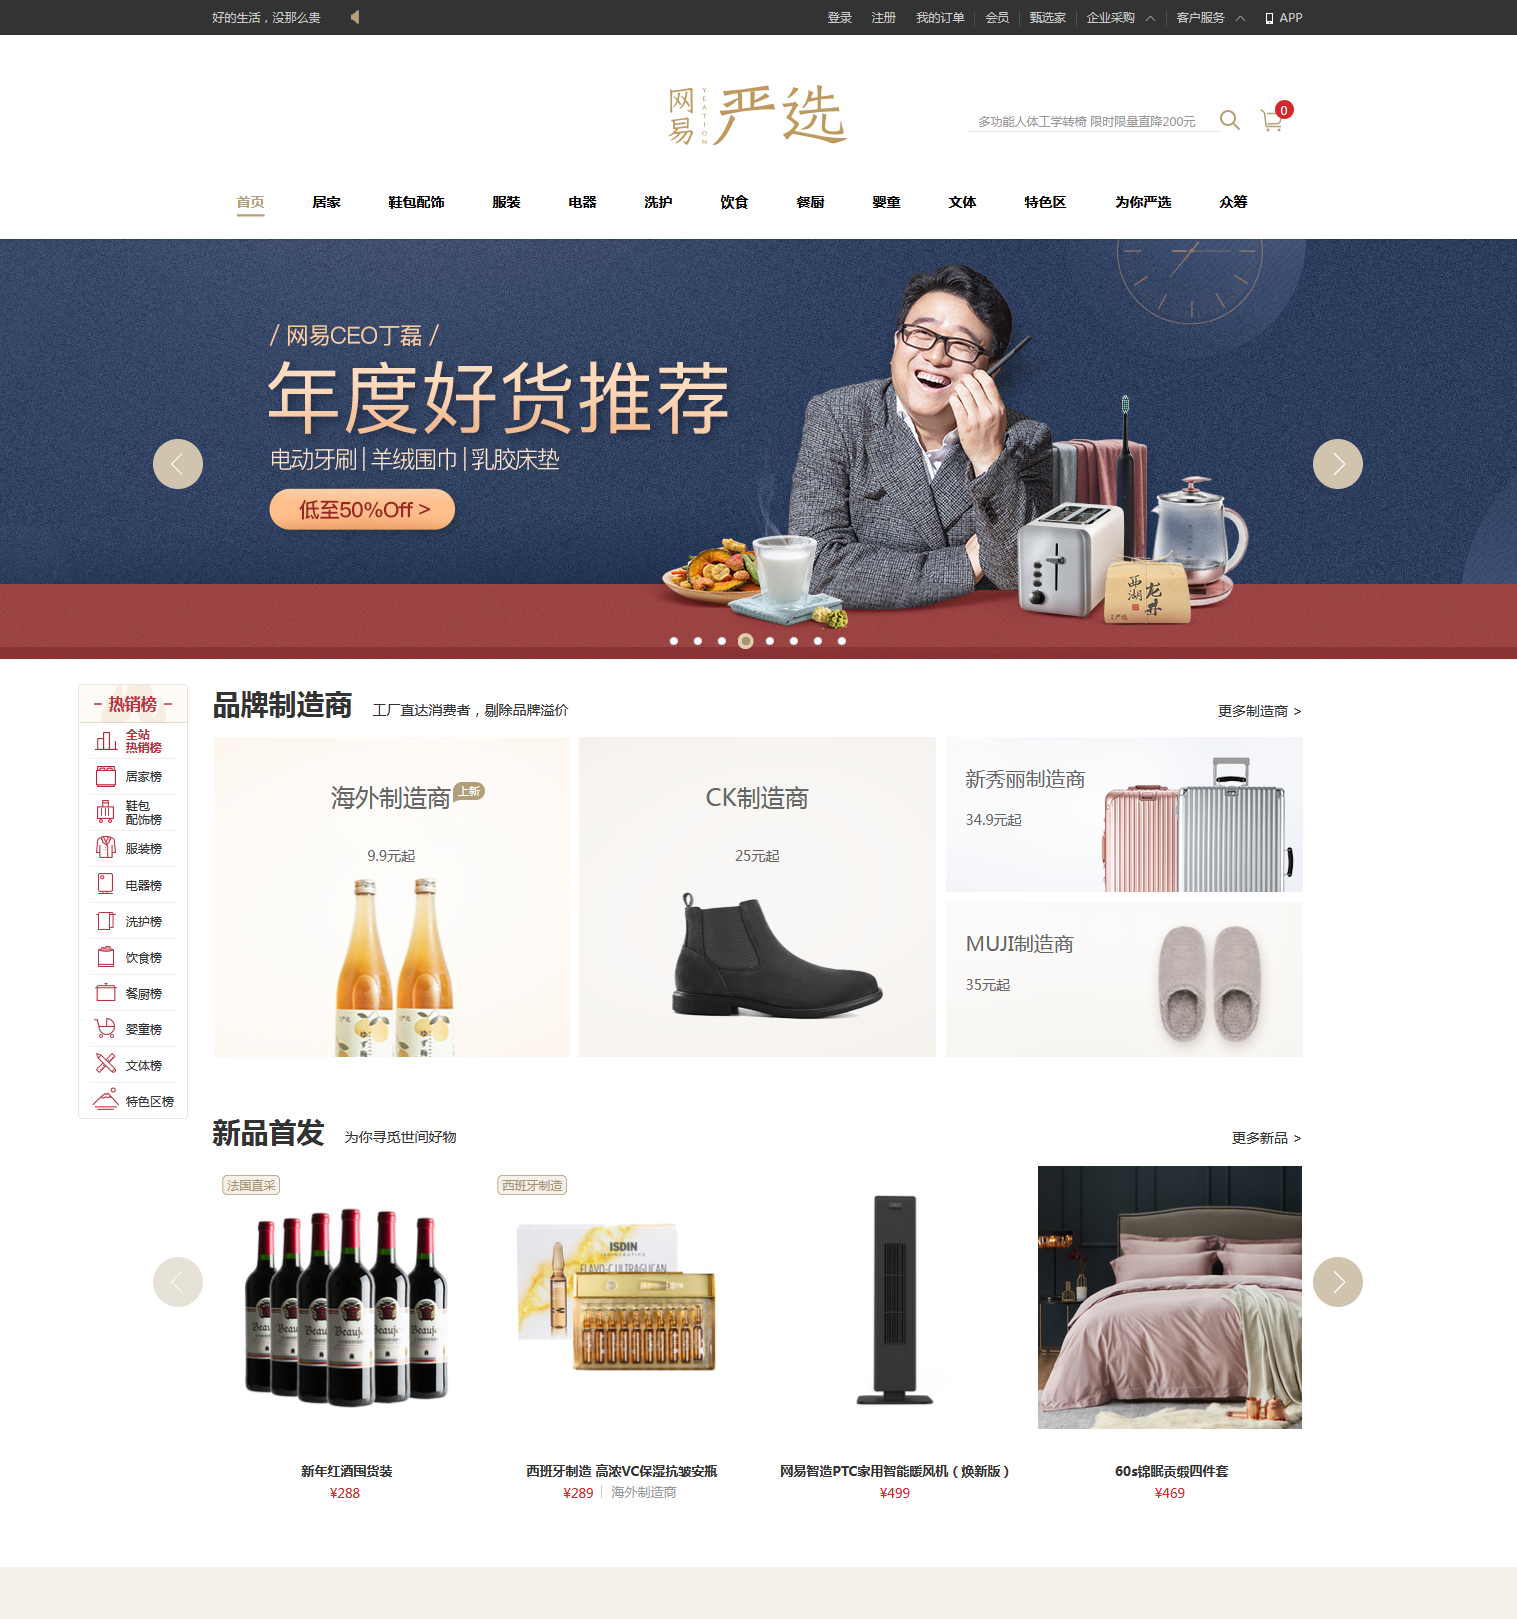 好的生活，没那么贵
登录 注册 我的订单 会员 甄选家 企业采购 客户服务 APP
网易 YEATION 严选
多功能人体工学转椅 限时限量直降200元
0
首页 居家 鞋包配饰 服装 电器 洗护 饮食 餐厨 婴童 文体 特色区 为你严选 众筹
/ 网易CEO丁磊 /
年度好货推荐
电动牙刷|羊绒围巾|乳胶床垫
低至50%Off >
西湖龙井
- 热销榜 -
全站
热销榜
居家榜
鞋包
配饰榜
服装榜
电器榜
洗护榜
饮食榜
餐厨榜
婴童榜
文体榜
特色区榜
品牌制造商 工厂直达消费者，剔除品牌溢价 更多制造商 >
海外制造商 上新
9.9元起
CK制造商
25元起
新秀丽制造商
34.9元起
MUJI制造商
35元起
新品首发 为你寻觅世间好物 更多新品 >
法国直采
西班牙制造
ISDIN
FLAVO-C ULTRAGLICAN
新年红酒囤货装
¥288
西班牙制造 高浓VC保湿抗皱安瓶
¥289 海外制造商
网易智造PTC家用智能暖风机（焕新版）
¥499
60s锦眠贡缎四件套
¥469